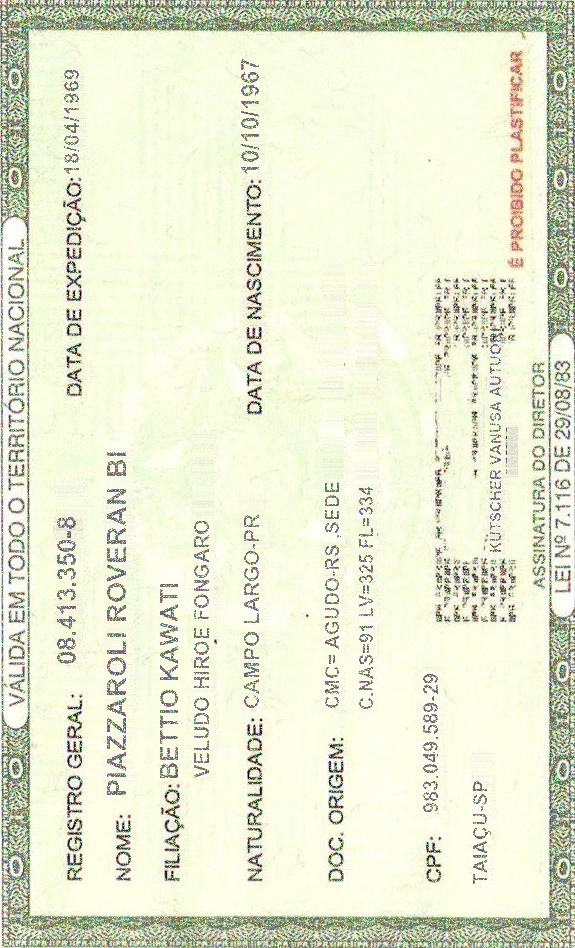 VÁLIDA EM TODO O TERRITÓRIO NACIONAL
REGISTRO GERAL: 08.413.350-8 DATA DE EXPEDIÇÃO: 18/04/1969
NOME: PIAZZAROLI ROVERAN BI
FILIAÇÃO: BETTIO KAWATI
VELUDO HIROE FONGARO
NATURALIDADE: CAMPO LARGO-PR DATA DE NASCIMENTO: 10/10/1967
DOC. ORIGEM: CMC= AGUDO-RS ,SEDE
C.NAS=91 LV=325 FL=334
CPF: 983.049.589-29
TAIAÇU-SP
KUTSCHER VANUSA AUTUORI
É PROIBIDO PLASTIFICAR
ASSINATURA DO DIRETOR
LEI Nº 7.116 DE 29/08/83